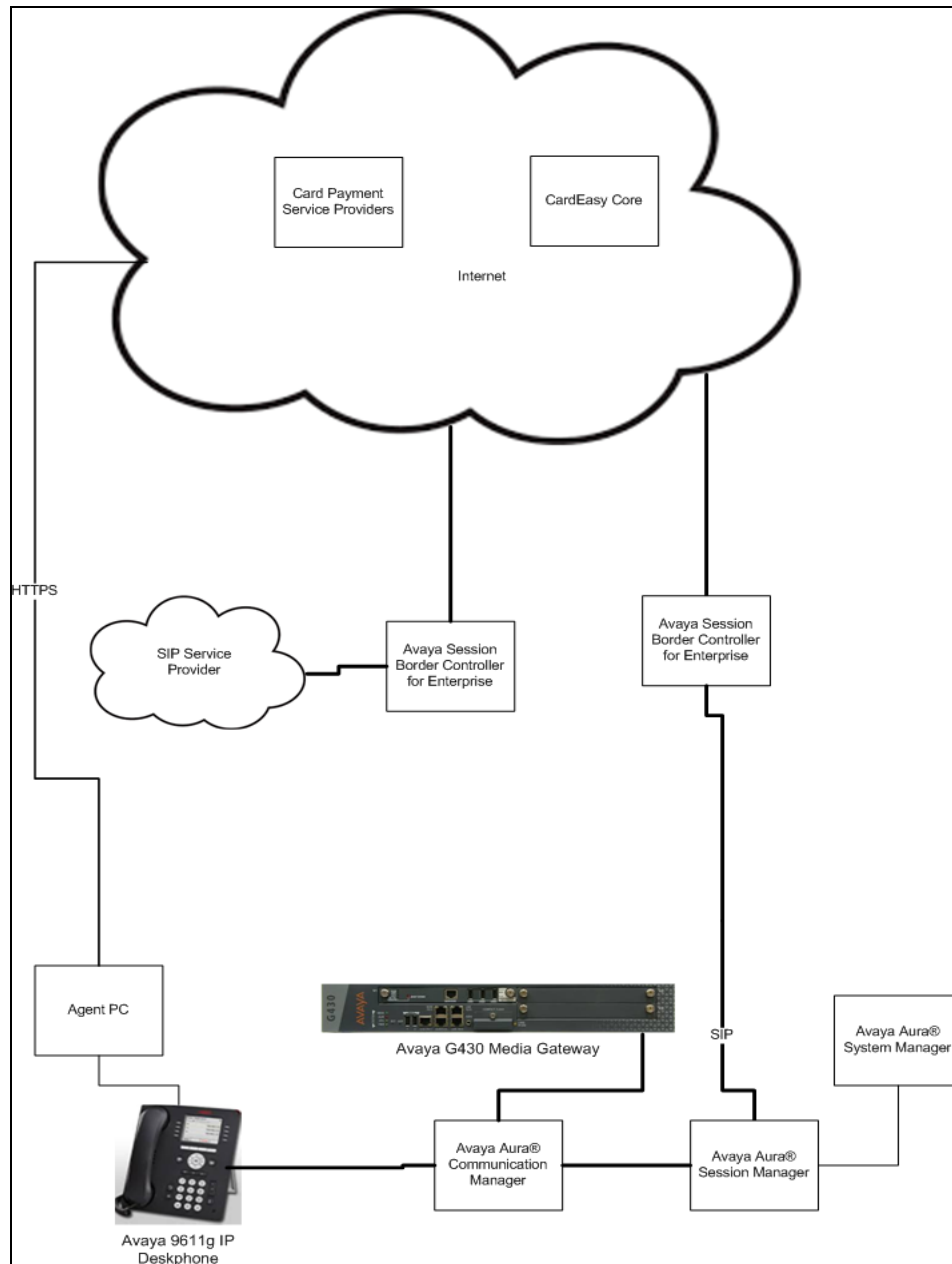 Card Payment
Service Providers
CardEasy Core
Internet
HTTPS
SIP Service
Provider
Avaya Session
Border Controller
for Enterprise
Avaya Session
Border Controller
for Enterprise
Agent PC
G430
AVAYA
Avaya G430 Media Gateway
SIP
Avaya Aura®
System Manager
Avaya Aura®
Communication
Manager
Avaya Aura®
Session Manager
Avaya 9611g IP
Deskphone